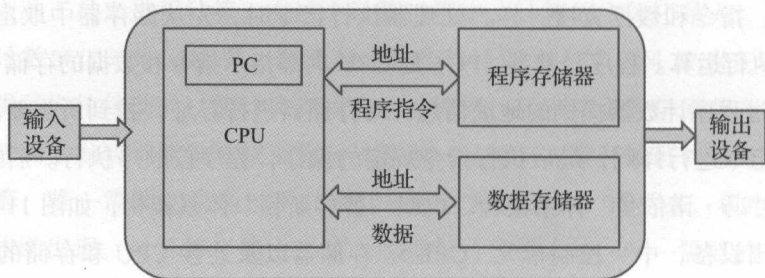 地址
PC
程序存储器
程序指令
CPU
输入
设备
输出
设备
地址
数据存储器
数据